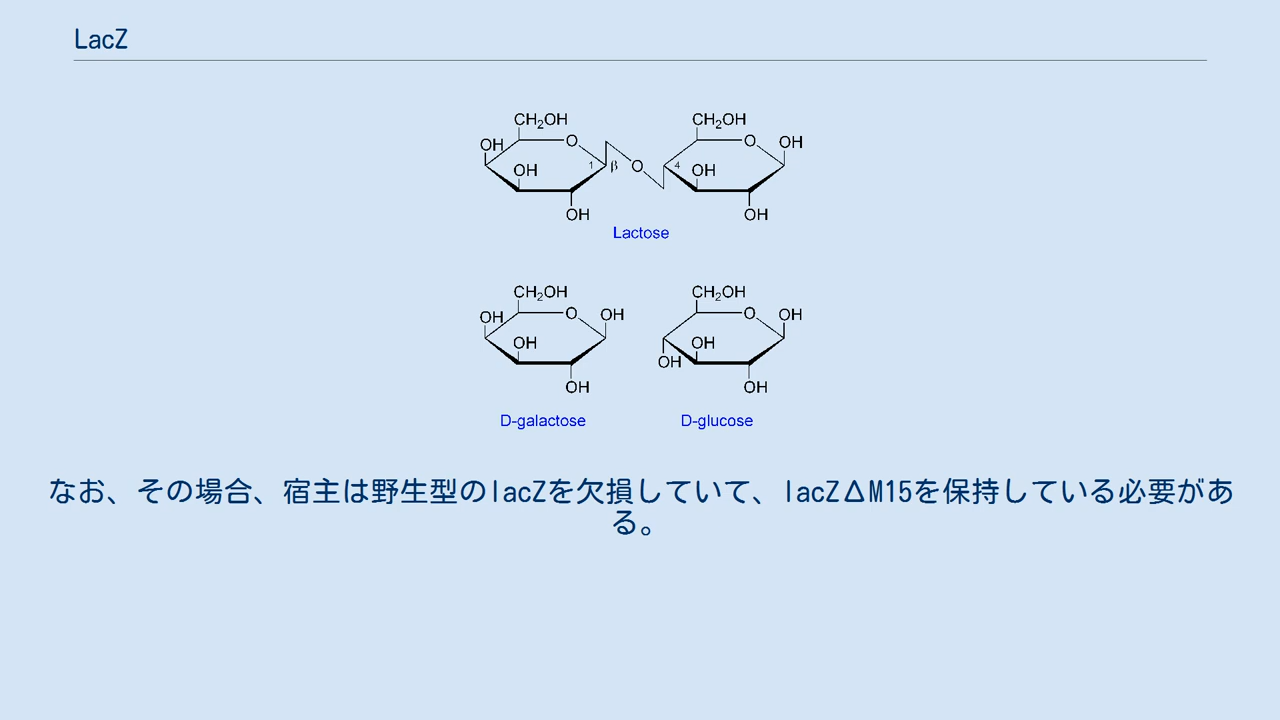 LacZ
CH₂OH CH₂OH
OH O O OH
OH 1 β O 4 OH
OH OH
Lactose
CH₂OH CH₂OH
OH O OH O OH
OH OH
OH
OH OH
D-galactose D-glucose
なお、その場合、宿主は野生型のlacZを欠損していて、lacZΔM15を保持している必要があ
る。